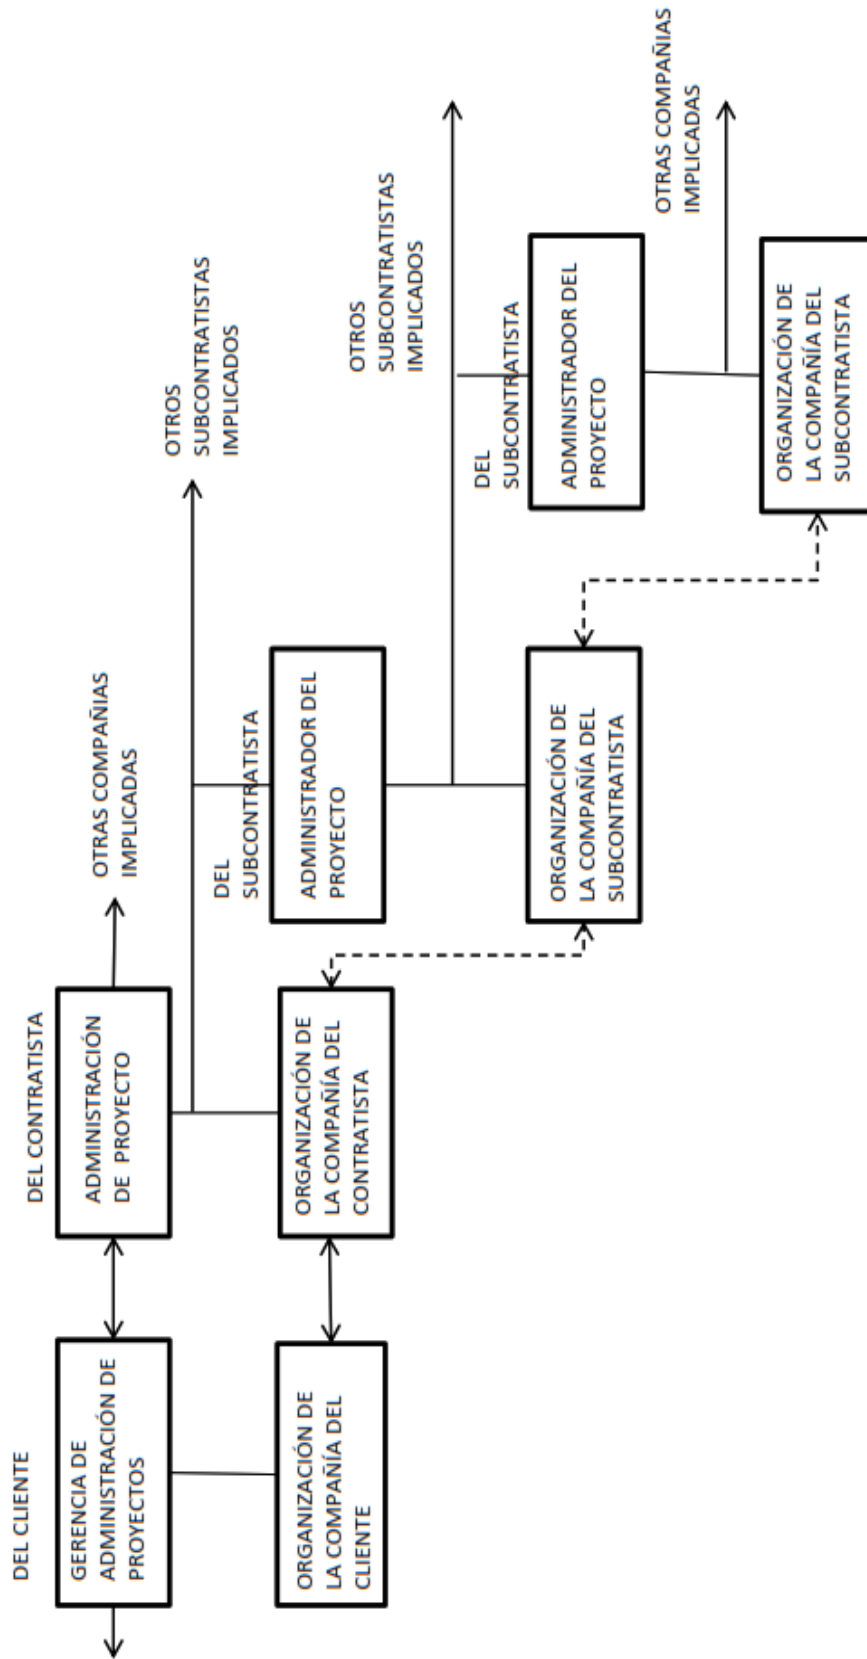 DEL CLIENTE
GERENCIA DE
ADMINISTRACIÓN DE
PROYECTOS
ORGANIZACIÓN DE
LA COMPAÑÍA DEL
CLIENTE
DEL CONTRATISTA
ADMINISTRACIÓN
DE PROYECTO
ORGANIZACIÓN DE
LA COMPAÑÍA DEL
CONTRATISTA
OTRAS COMPAÑIAS
IMPLICADAS
OTROS
SUBCONTRATISTAS
IMPLICADOS
DEL
SUBCONTRATISTA
ADMINISTRADOR DEL
PROYECTO
ORGANIZACIÓN DE
LA COMPAÑÍA DEL
SUBCONTRATISTA
OTROS
SUBCONTRATISTAS
IMPLICADOS
DEL
SUBCONTRATISTA
ADMINISTRADOR DEL
PROYECTO
OTRAS COMPAÑIAS
IMPLICADAS
ORGANIZACIÓN DE
LA COMPAÑÍA DEL
SUBCONTRATISTA